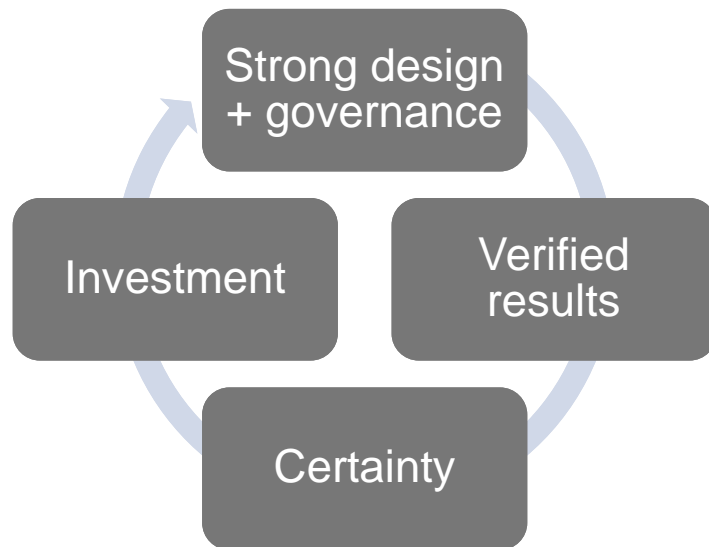 Strong design
+ governance
Verified
results
Certainty
Investment